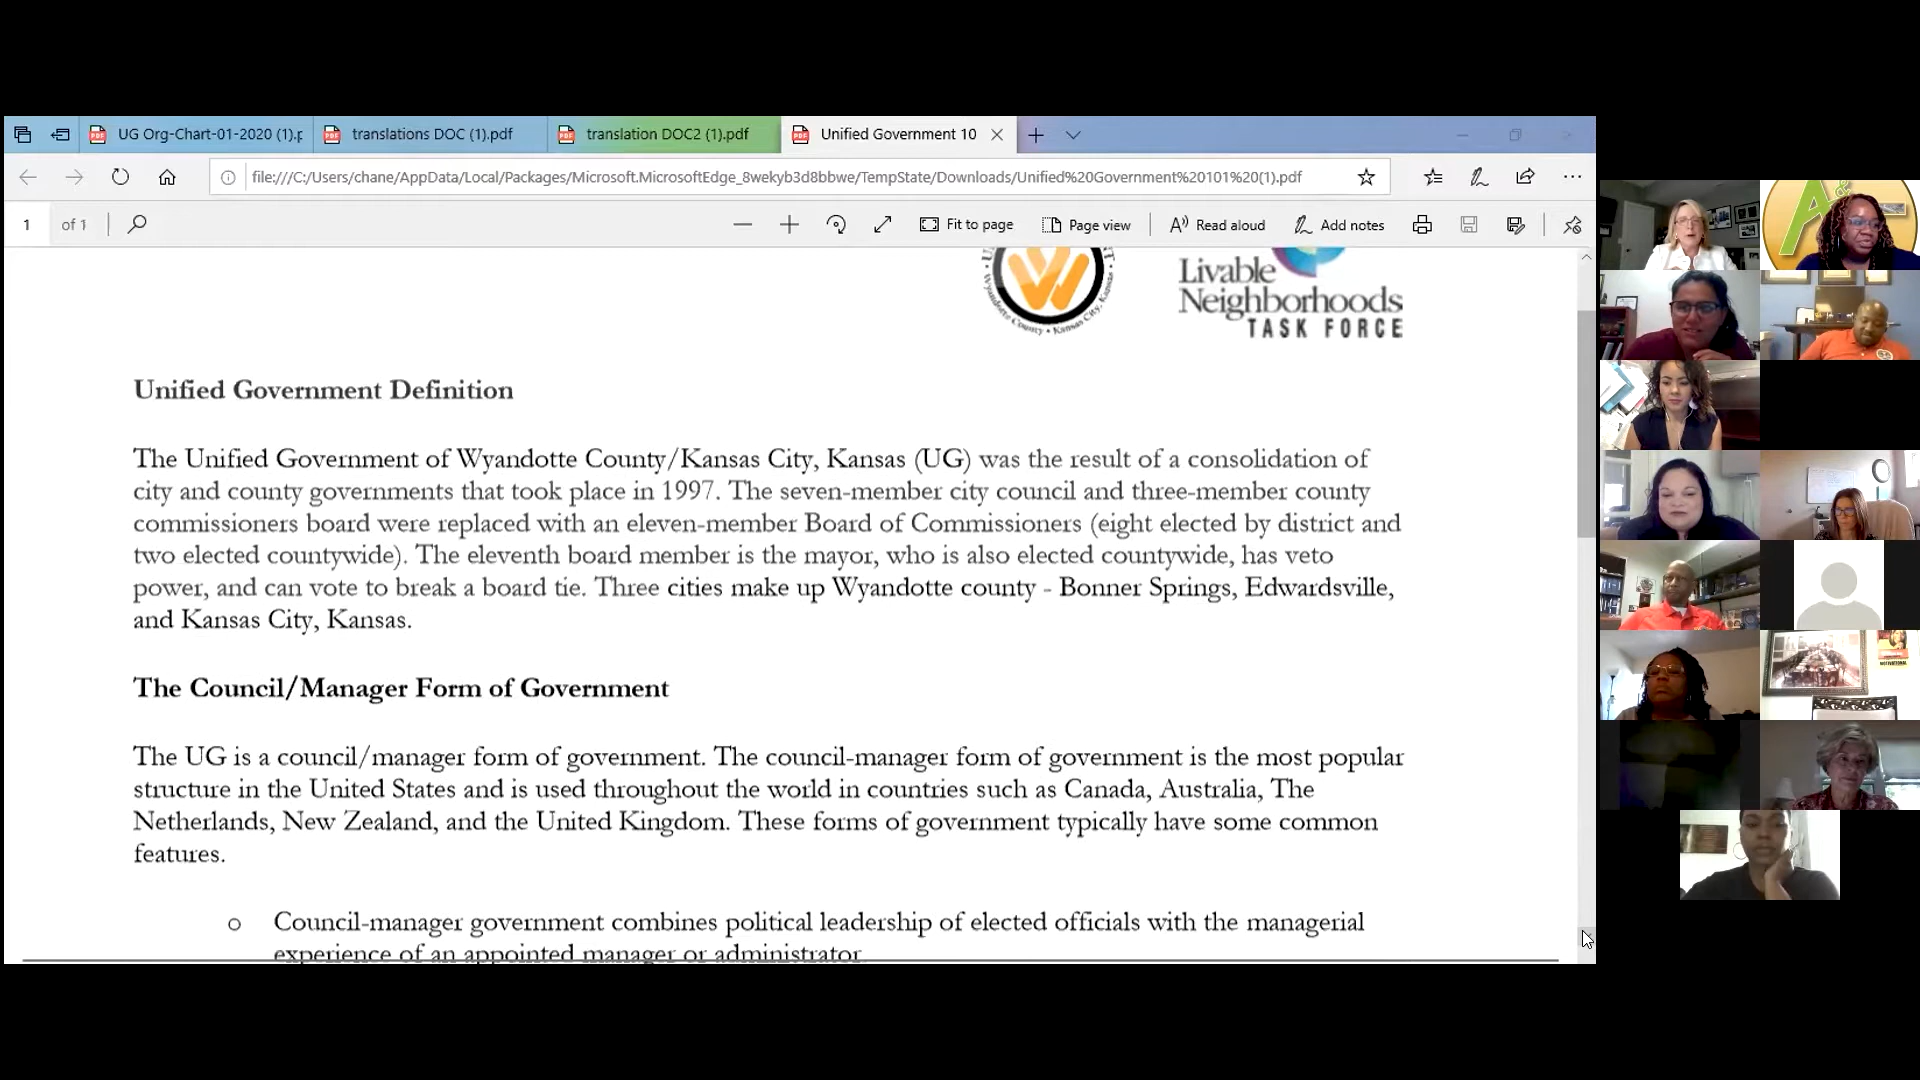 UG Org-Chart-01-2020 (1).p
translations DOC (1).pdf
translation DOC2 (1).pdf
Unified Government 10
file:///C:/Users/chane/AppData/Local/Packages/Microsoft.MicrosoftEdge_8wekyb3d8bbwe/TempState/Downloads/Unified%20Government%20101%20(1).pdf
1 of 1
Fit to page
Page view
Read aloud
Add notes
Wyandotte County • Kansas City, Kansas
Livable
Neighborhoods
TASK FORCE
Unified Government Definition
The Unified Government of Wyandotte County/Kansas City, Kansas (UG) was the result of a consolidation of
city and county governments that took place in 1997. The seven-member city council and three-member county
commissioners board were replaced with an eleven-member Board of Commissioners (eight elected by district and
two elected countywide). The eleventh board member is the mayor, who is also elected countywide, has veto
power, and can vote to break a board tie. Three cities make up Wyandotte county - Bonner Springs, Edwardsville,
and Kansas City, Kansas.
The Council/Manager Form of Government
The UG is a council/manager form of government. The council-manager form of government is the most popular
structure in the United States and is used throughout the world in countries such as Canada, Australia, The
Netherlands, New Zealand, and the United Kingdom. These forms of government typically have some common
features.
o Council-manager government combines political leadership of elected officials with the managerial
experience of an appointed manager or administrator